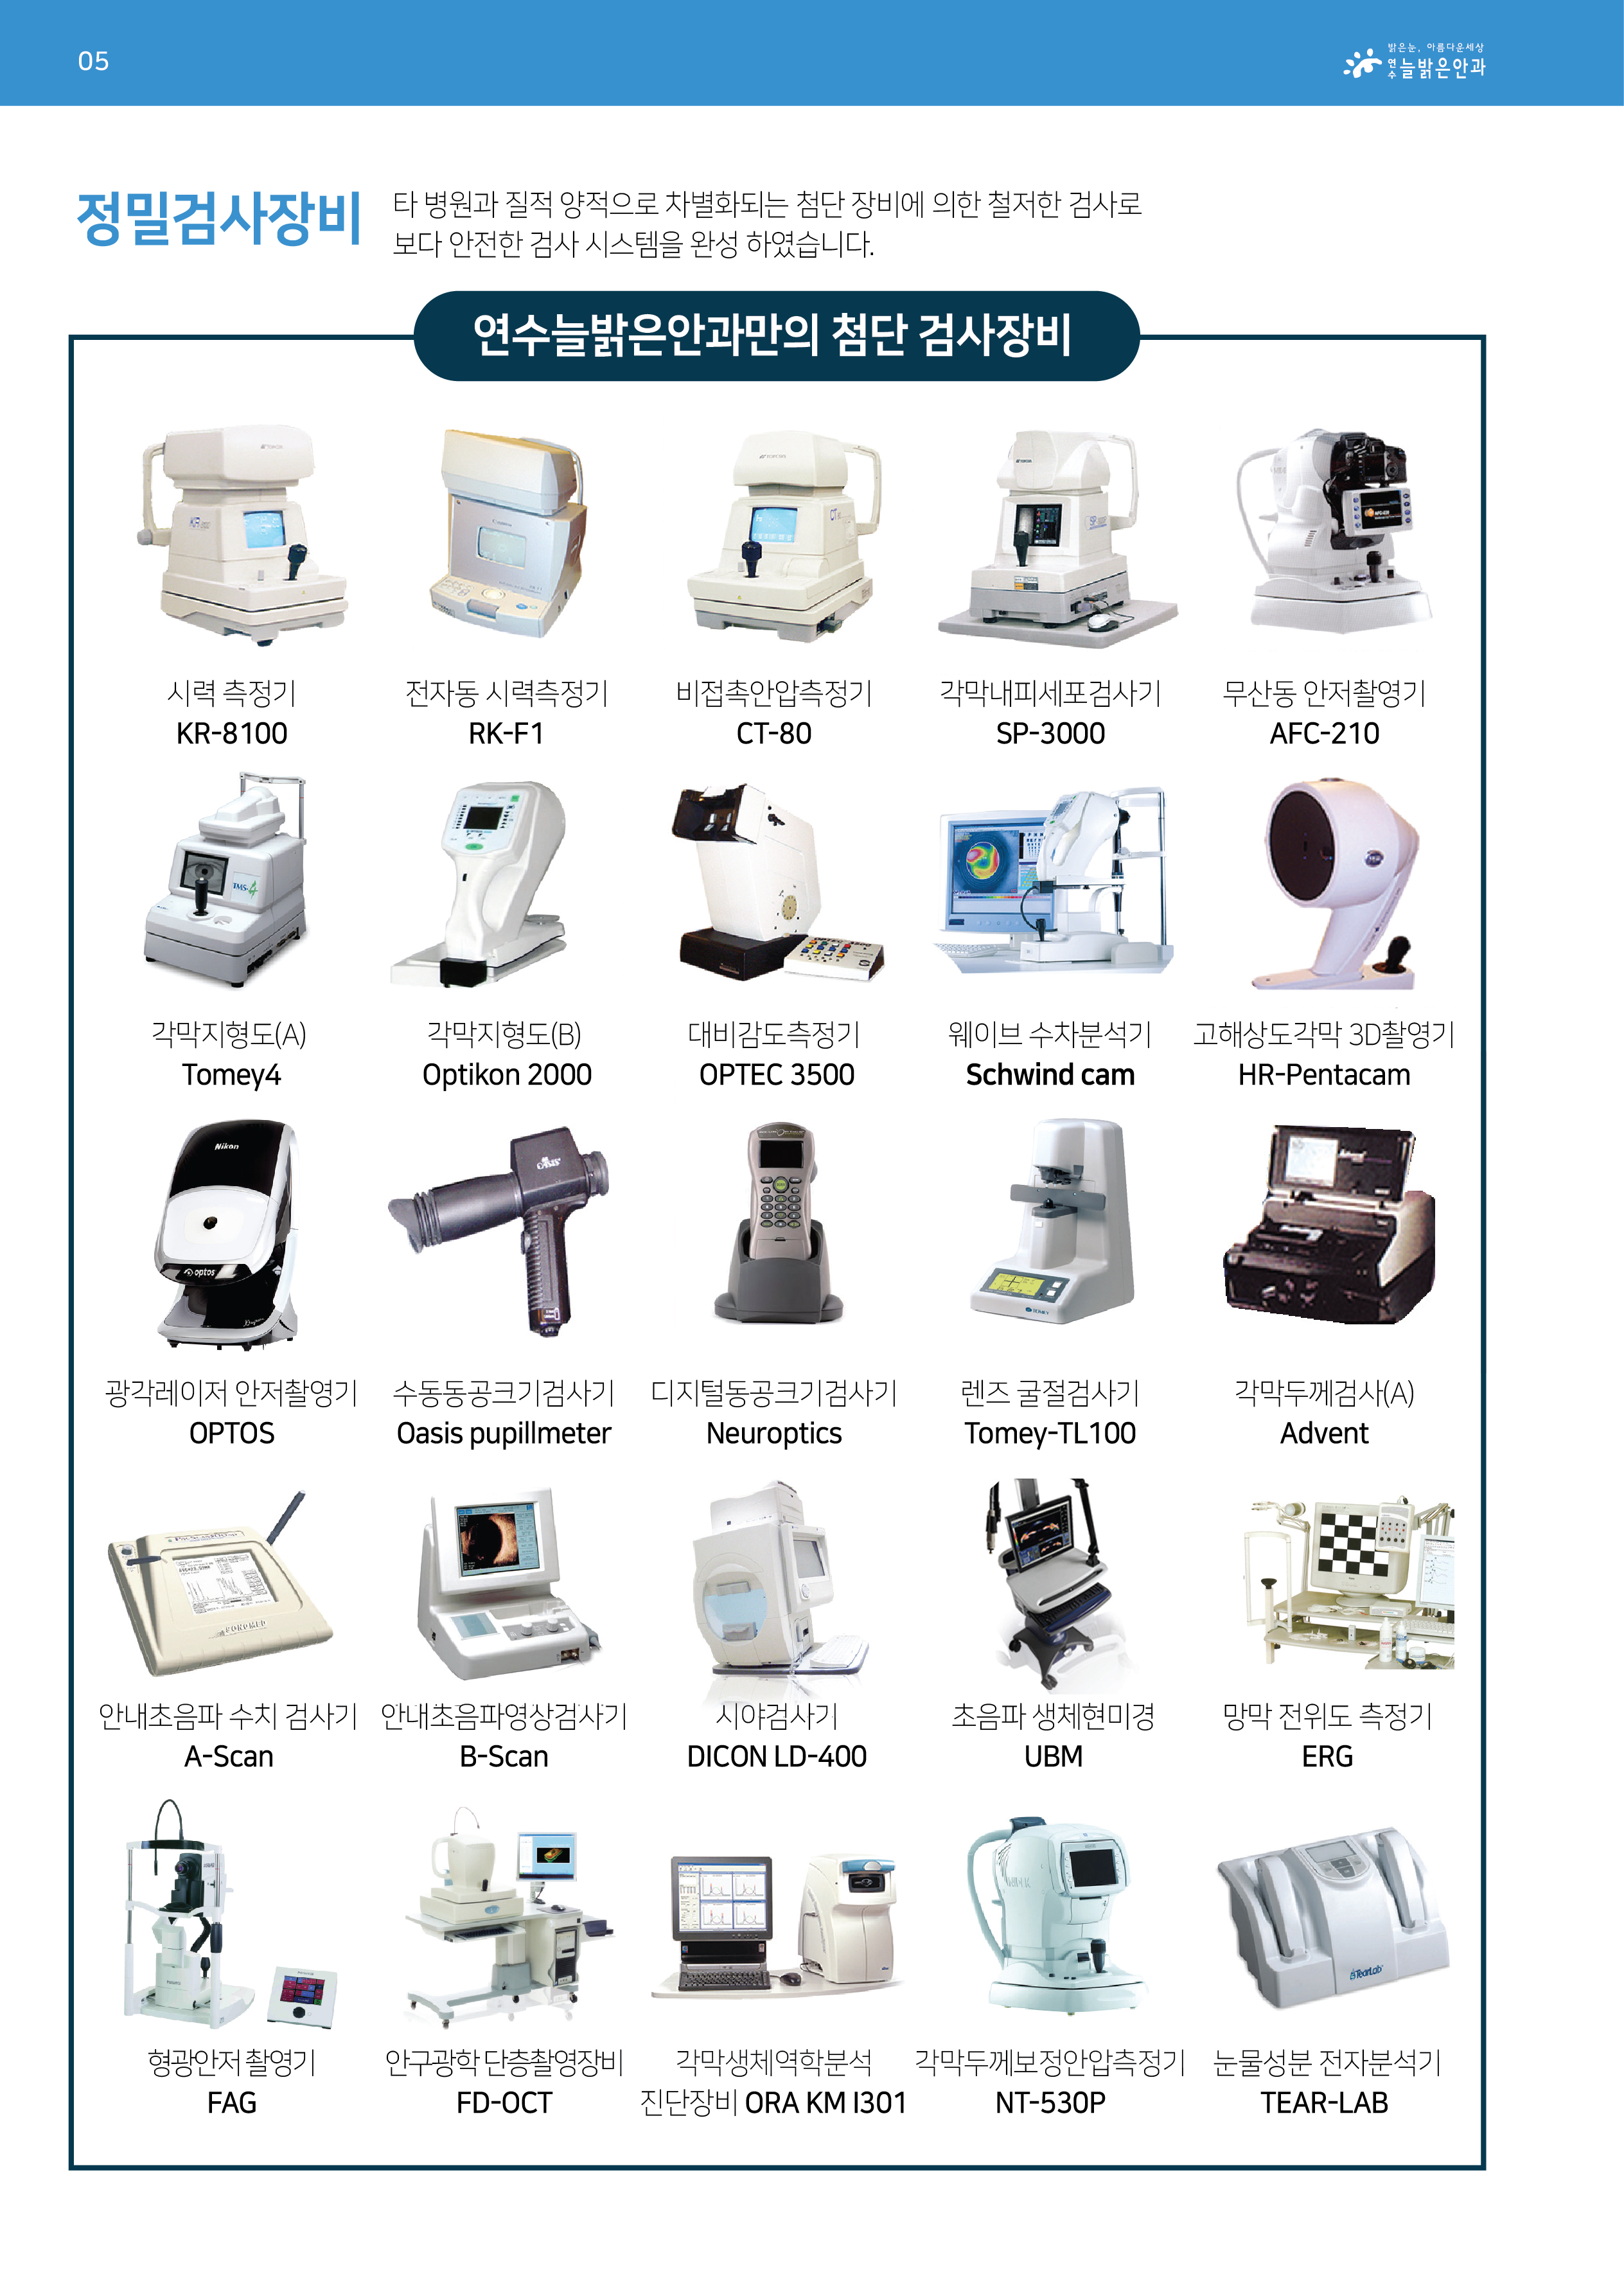 05
밝은눈, 아름다운세상
연수늘밝은안과
정밀검사장비
타 병원과 질적 양적으로 차별화되는 첨단 장비에 의한 철저한 검사로
보다 안전한 검사 시스템을 완성 하였습니다.
연수늘밝은안과만의 첨단 검사장비
시력 측정기
KR-8100
전자동 시력측정기
RK-F1
비접촉안압측정기
CT-80
각막내피세포검사기
SP-3000
무산동 안저촬영기
AFC-210
TMS-4
각막지형도(A)
Tomey4
각막지형도(B)
Optikon 2000
대비감도측정기
OPTEC 3500
웨이브 수차분석기
Schwind cam
고해상도각막 3D촬영기
HR-Pentacam
Nikon
optos
OASIS
TOMEY
광각레이저 안저촬영기
OPTOS
수동동공크기검사기
Oasis pupillmeter
디지털동공크기검사기
Neuroptics
렌즈 굴절검사기
Tomey-TL100
각막두께검사(A)
Advent
SONOMED
안내초음파 수치 검사기
A-Scan
안내초음파영상검사기
B-Scan
시야검사기
DICON LD-400
초음파 생체현미경
UBM
망막 전위도 측정기
ERG
TearLab
형광안저 촬영기
FAG
안구광학 단층촬영장비
FD-OCT
각막생체역학분석
진단장비 ORA KM I301
각막두께보정안압측정기
NT-530P
눈물성분 전자분석기
TEAR-LAB